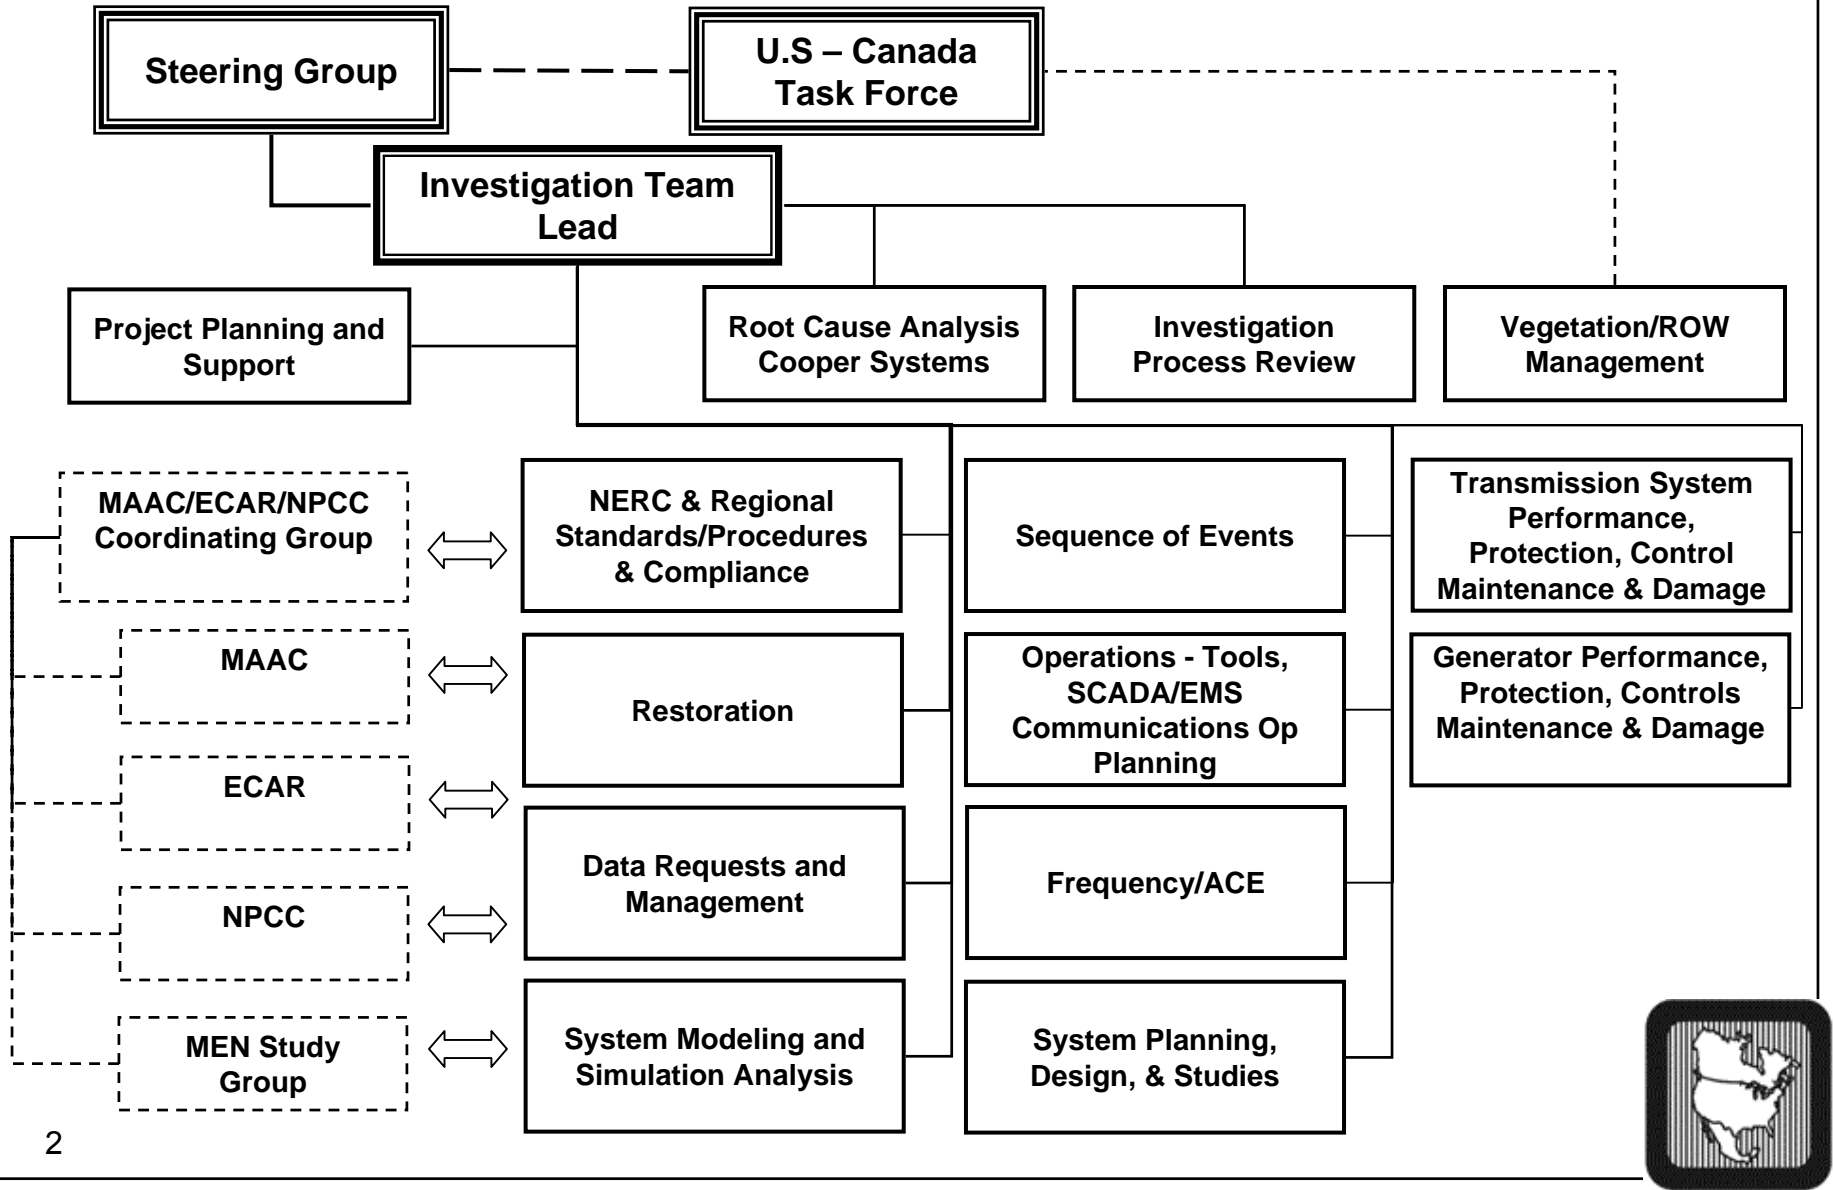 Steering Group
U.S – Canada
Task Force
Investigation Team
Lead
Project Planning and
Support
Root Cause Analysis
Cooper Systems
Investigation
Process Review
Vegetation/ROW
Management
MAAC/ECAR/NPCC
Coordinating Group
NERC & Regional
Standards/Procedures
& Compliance
Sequence of Events
Transmission System
Performance,
Protection, Control
Maintenance & Damage
MAAC
Restoration
Operations - Tools,
SCADA/EMS
Communications Op
Planning
Generator Performance,
Protection, Controls
Maintenance & Damage
ECAR
Data Requests and
Management
Frequency/ACE
NPCC
MEN Study
Group
System Modeling and
Simulation Analysis
System Planning,
Design, & Studies
2